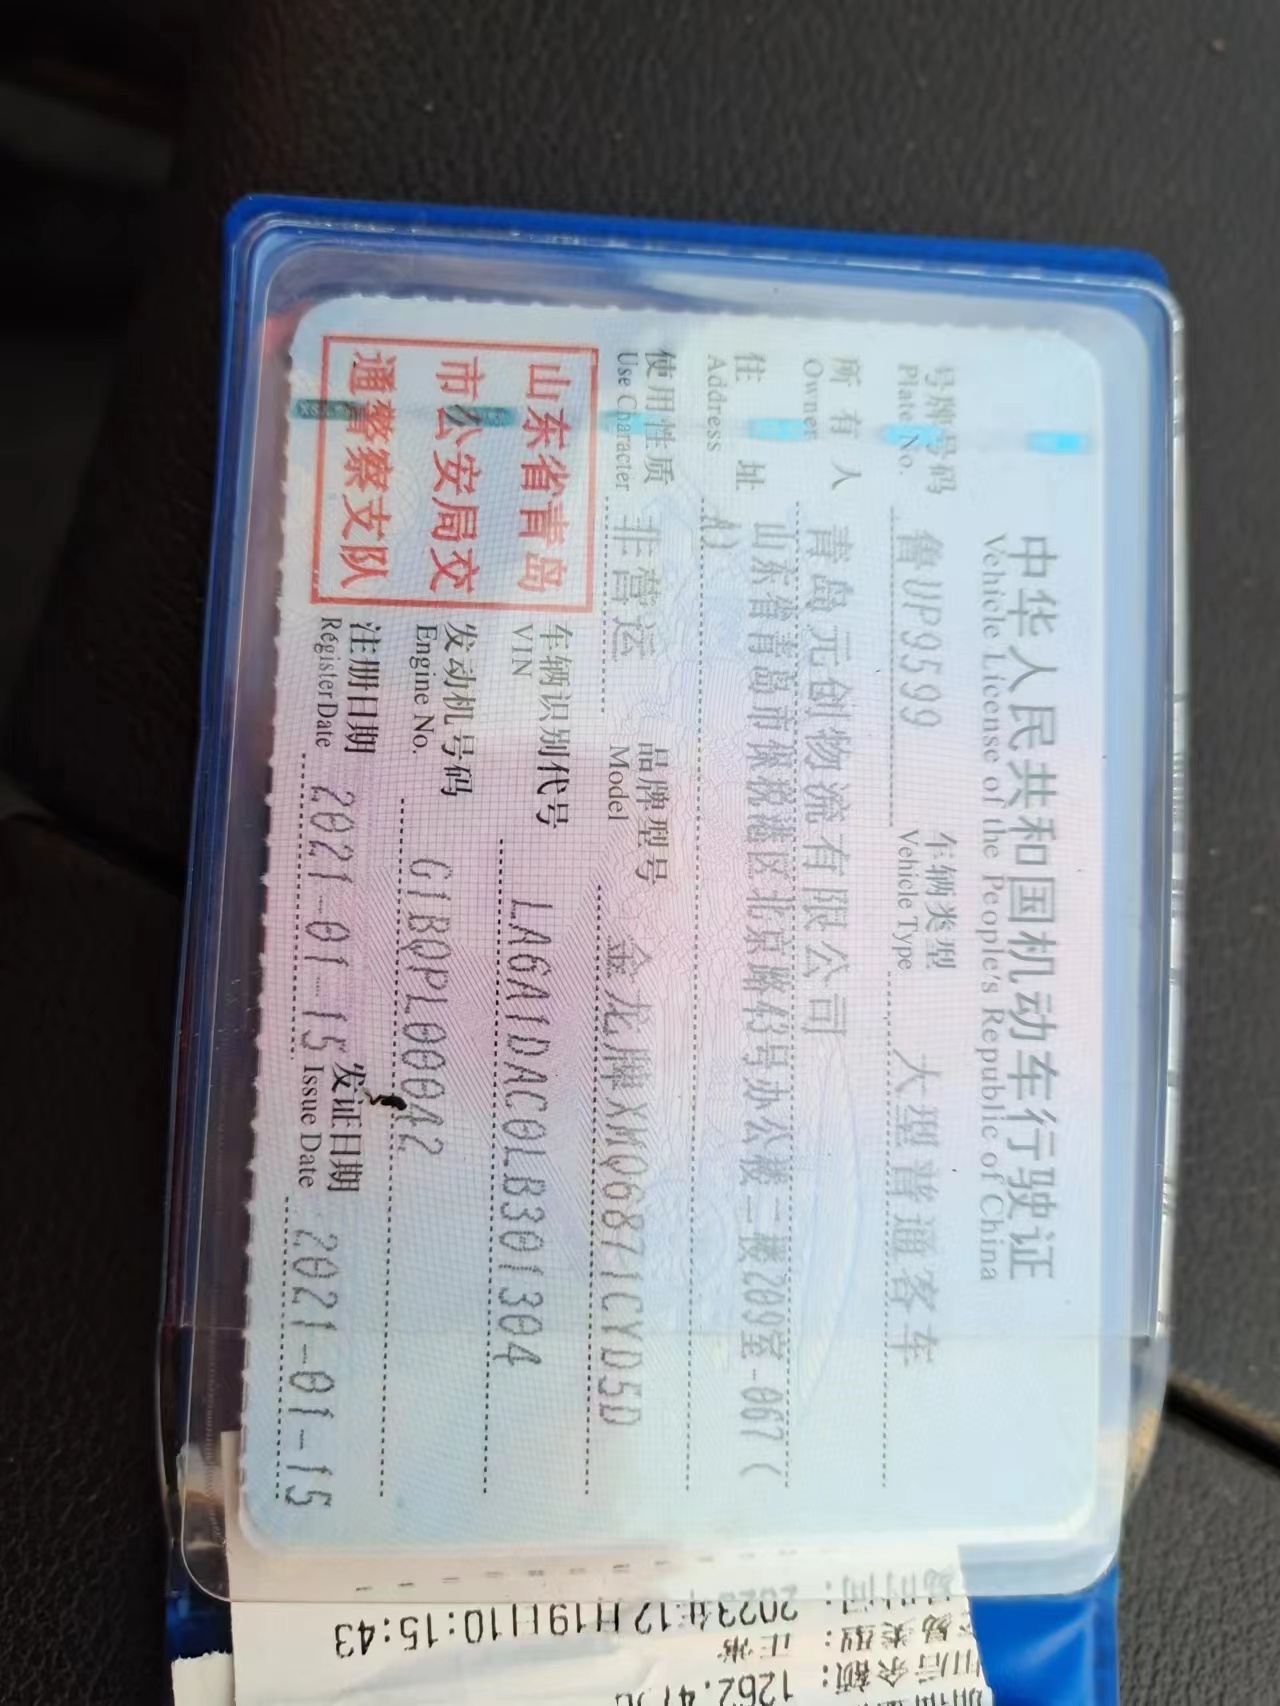 中华人民共和国机动车行驶证
Vehicle License of the People's Republic of China
号牌号码 鲁UP9599 车辆类型 大型普通客车
Plate No. Vehicle Type
所有人 青岛元创物流有限公司
Owner
住址 山东省青岛市保税港区北京路43号办公楼二楼209室-067(
Address A)
使用性质 非营运 品牌型号 金龙牌XMQ6871CYD5D
Use Character Model
山东省青岛
市公安局交
通警察支队
车辆识别代号 LA6A1DAC0LB301304
VIN
发动机号码 G1BQPL00042
Engine No.
注册日期 2021-01-15 发证日期 2021-01-15
Register Date Issue Date
2023年12月19日10:15:43
正常
1262.47元